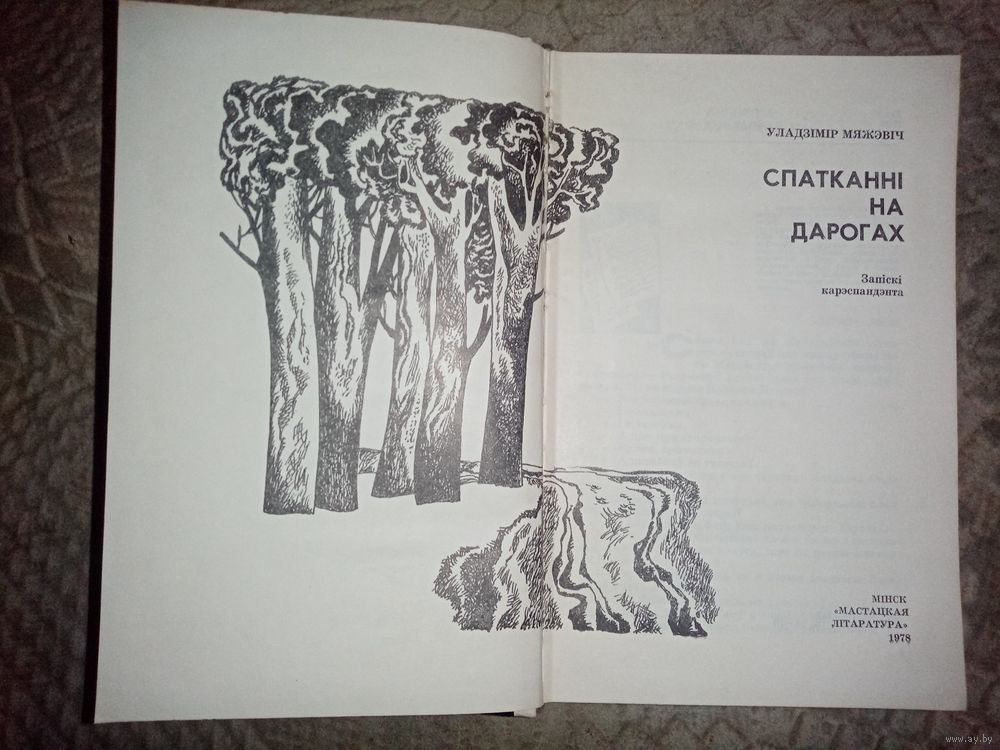 УЛАДЗІМІР МЯЖЭВІЧ
СПАТКАННІ
НА
ДАРОГАХ
Запіскі
карэспандэнта
МІНСК
«МАСТАЦКАЯ
ЛІТАРАТУРА»
1978
www.ay.by